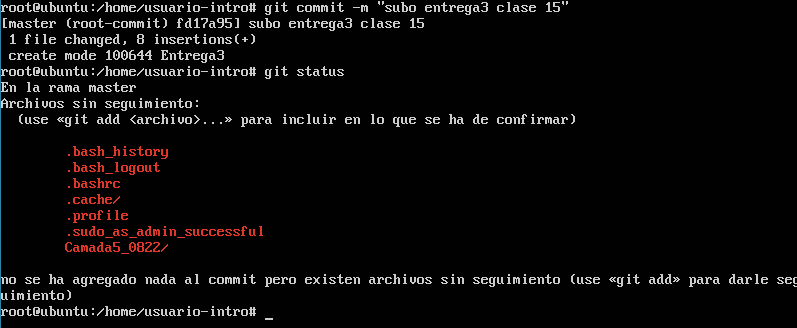 root@ubuntu:/home/usuario-intro# git commit -m "subo entrega3 clase 15"
[master (root-commit) fd17a95] subo entrega3 clase 15
1 file changed, 8 insertions(+)
create mode 100644 Entrega3
root@ubuntu:/home/usuario-intro# git status
En la rama master
Archivos sin seguimiento:
(use «git add <archivo>...» para incluir en lo que se ha de confirmar)
.bash_history
.bash_logout
.bashrc
.cache/
.profile
.sudo_as_admin_successful
Camada5_0822/
no se ha agregado nada al commit pero existen archivos sin seguimiento (use «git add» para darle seg
uimiento)
root@ubuntu:/home/usuario-intro# _